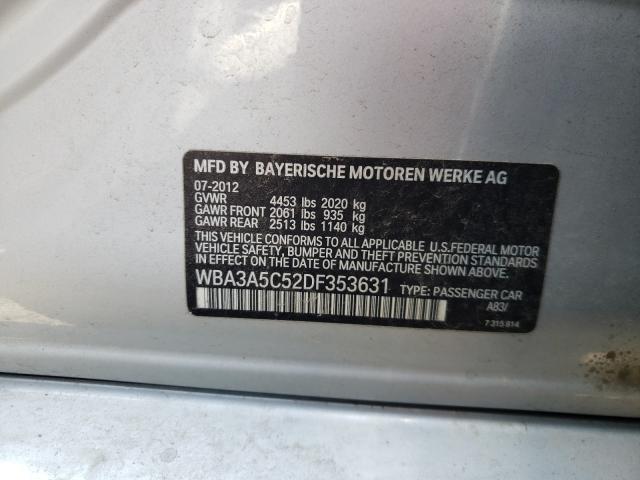 MFD BY BAYERISCHE MOTOREN WERKE AG
07-2012
GVWR 4453 lbs 2020 kg
GAWR FRONT 2061 lbs 935 kg
GAWR REAR 2513 lbs 1140 kg
THIS VEHICLE CONFORMS TO ALL APPLICABLE U.S.FEDERAL MOTOR
VEHICLE SAFETY, BUMPER AND THEFT PREVENTION STANDARDS
IN EFFECT ON THE DATE OF MANUFACTURE SHOWN ABOVE.
WBA3A5C52DF353631 TYPE: PASSENGER CAR
A83/
7 315 814